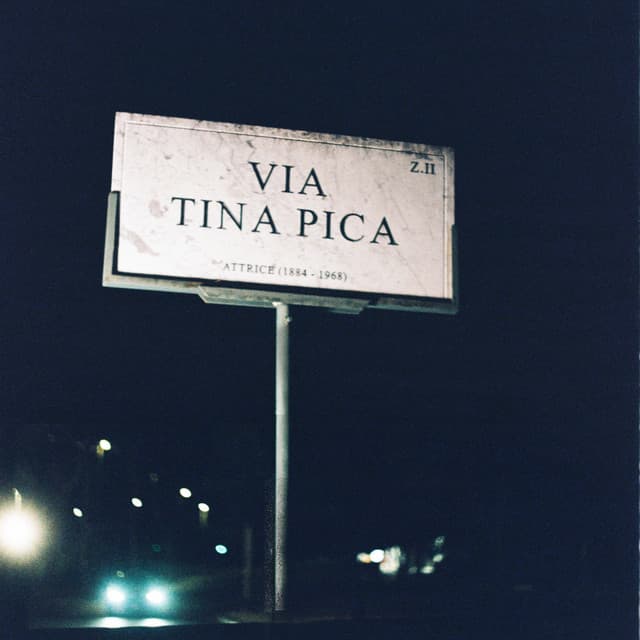 Z.II
VIA
TINA PICA
ATTRICE (1884 - 1968)